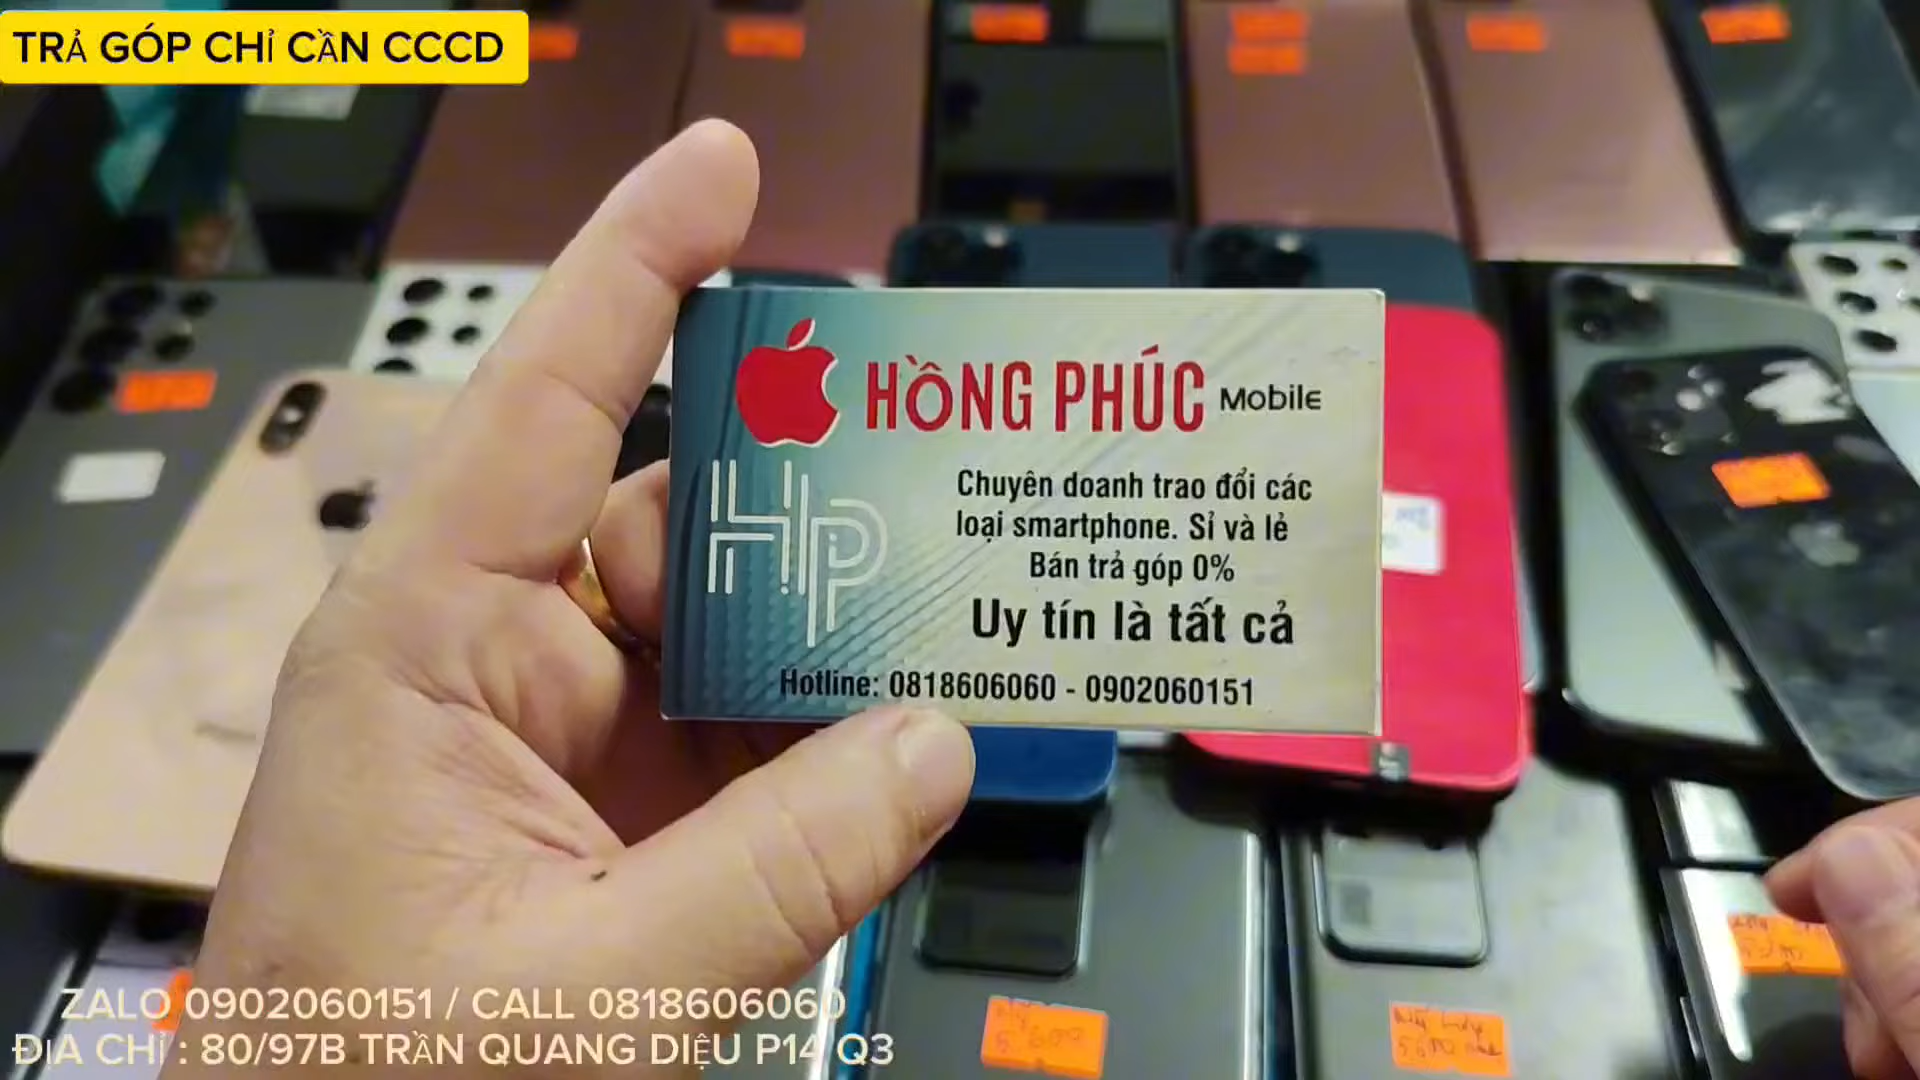 TRẢ GÓP CHỈ CẦN CCCD
HỒNG PHÚC Mobile
HP
Chuyên doanh trao đổi các
loại smartphone. Sỉ và lẻ
Bán trả góp 0%
Uy tín là tất cả
Hotline: 0818606060 - 0902060151
ZALO 0902060151 / CALL 0818606060
ĐỊA CHỈ : 80/97B TRẦN QUANG DIỆU P14 Q3